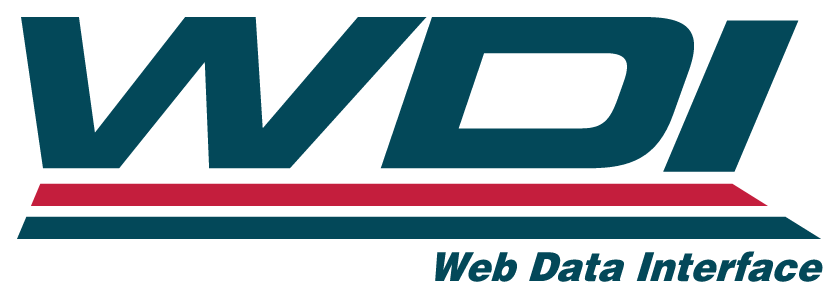 WDI
Web Data Interface